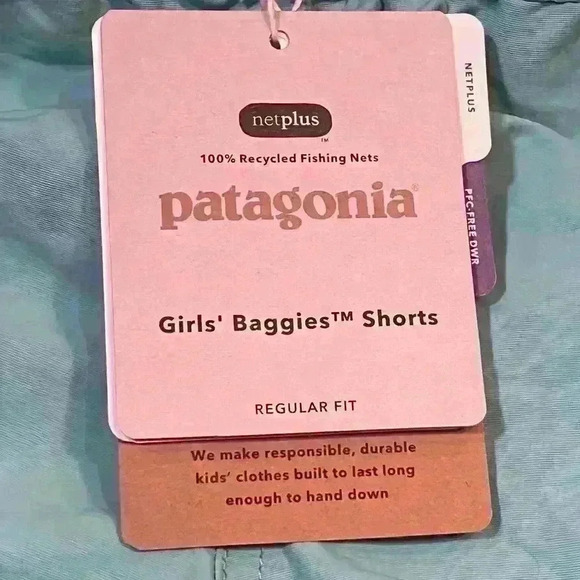 netplus™
100% Recycled Fishing Nets
patagonia®
Girls' Baggies™ Shorts
REGULAR FIT
NETPLUS
PFC-FREE DWR
We make responsible, durable
kids' clothes built to last long
enough to hand down